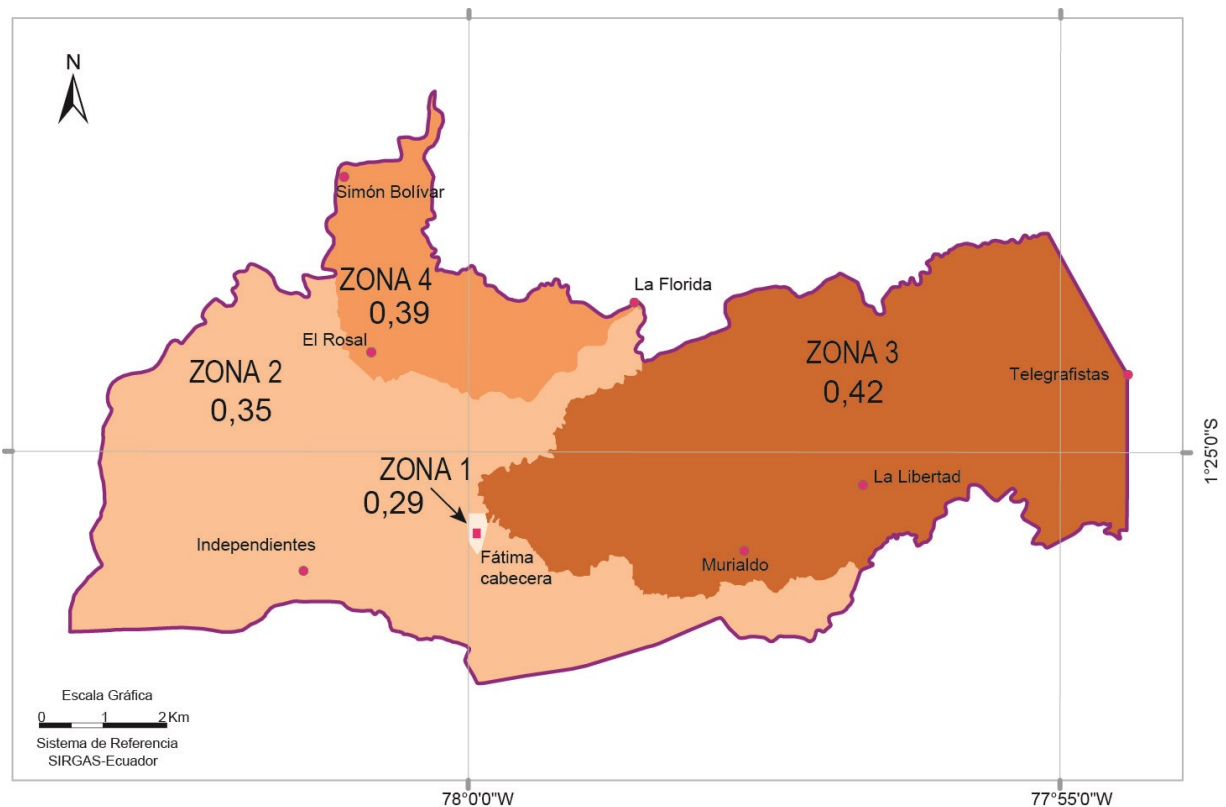 N
Simón Bolívar
ZONA 4
0,39
La Florida
El Rosal
ZONA 2
0,35
ZONA 3
0,42
Telegrafistas
ZONA 1
0,29
La Libertad
Independientes
Fátima
cabecera
Murialdo
1°25'0"S
Escala Gráfica
0 1 2 Km
Sistema de Referencia
SIRGAS-Ecuador
78°0'0"W
77°55'0"W